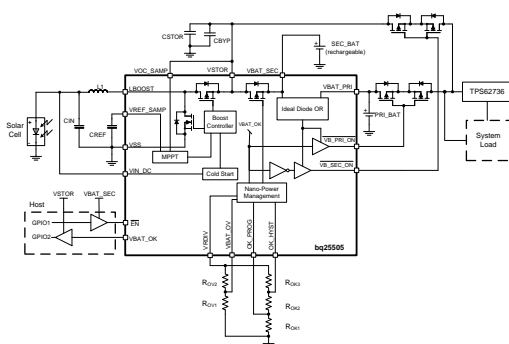 CSTOR
CBYP
SEC_BAT
(rechargeable)
VOC_SAMP
VSTOR
VBAT_SEC
L1
LBOOST
VBAT_PRI
TPS62736
Ideal Diode OR
PRI_BAT
Solar
Cell
CIN
CREF
VREF_SAMP
Boost
Controller
VBAT_OK
System
Load
VSS
MPPT
VB_PRI_ON
Cold Start
VIN_DC
VB_SEC_ON
Nano-Power
Management
Host
VSTOR
VBAT_SEC
GPIO1
EN
GPIO2
VBAT_OK
bq25505
VRDIV
VBAT_OV
OK_PROG
OK_HYST
ROV2
ROK3
ROV1
ROK2
ROK1